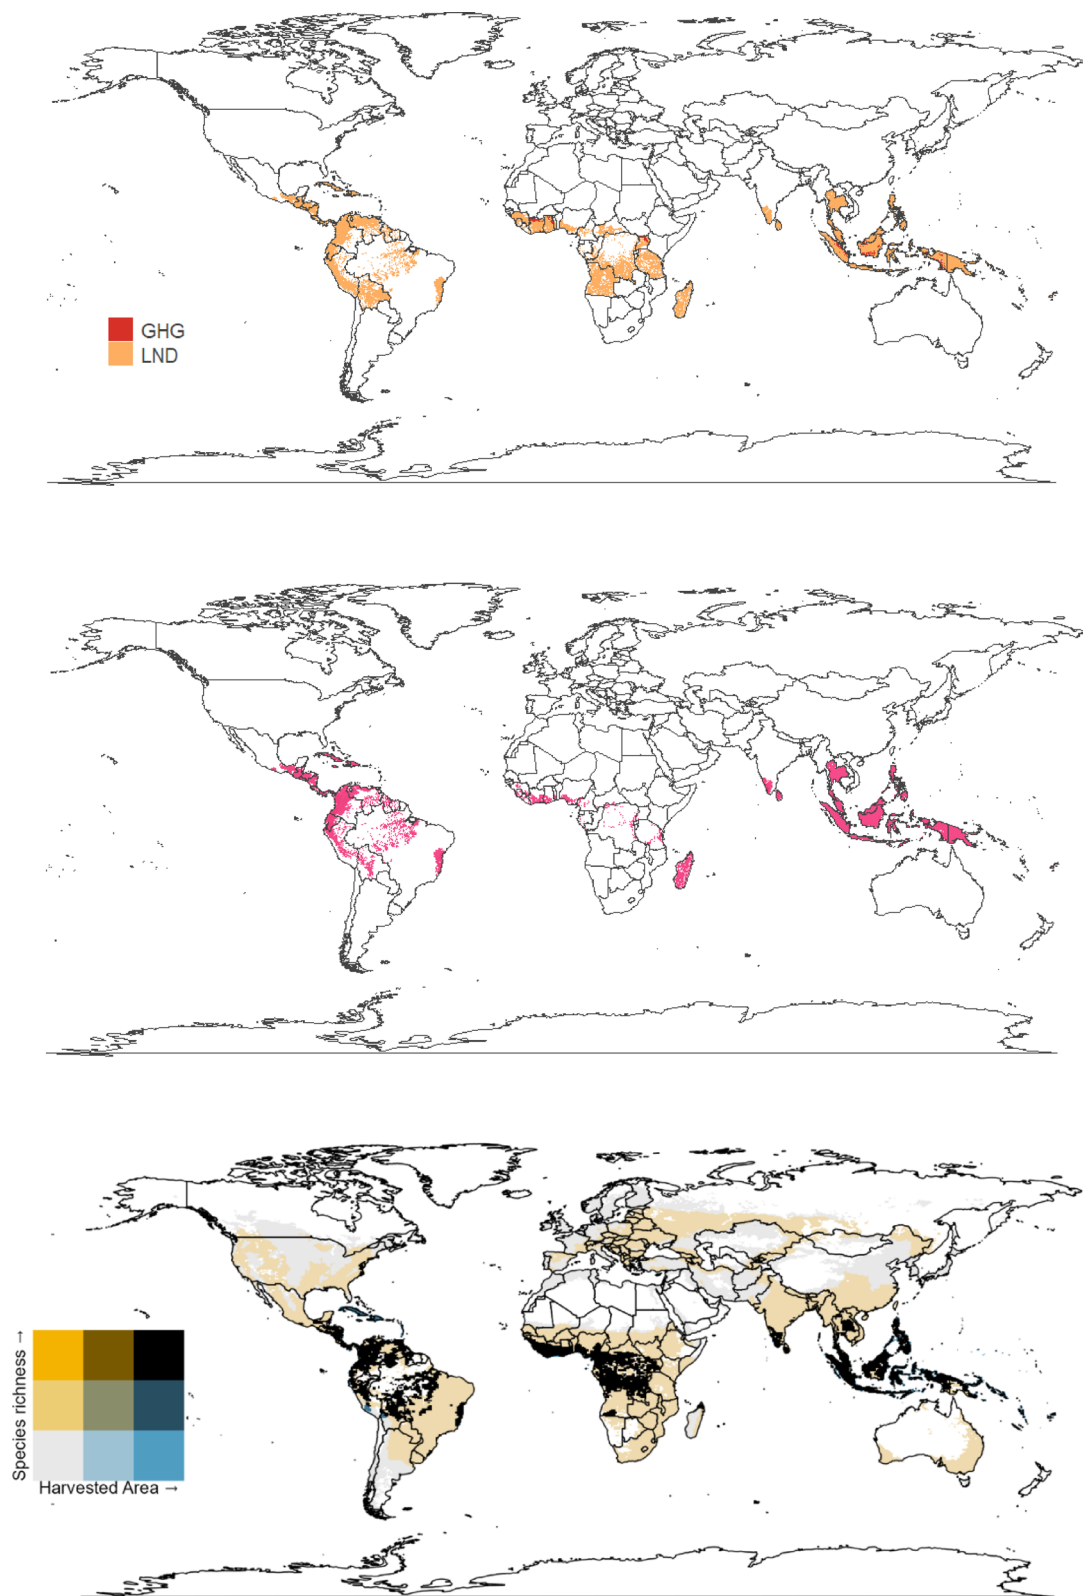 GHG
LND
Species richness →
Harvested Area →